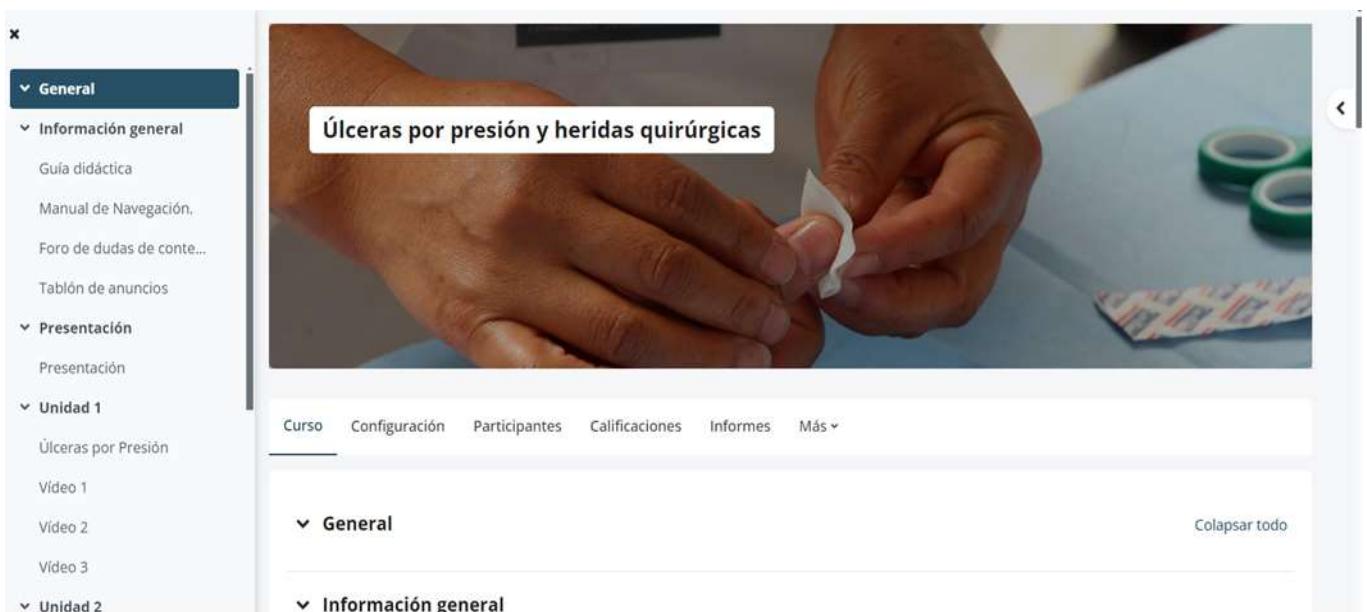 General
Información general
Guía didáctica
Manual de Navegación.
Foro de dudas de conte...
Tablón de anuncios
Presentación
Presentación
Unidad 1
Úlceras por Presión
Vídeo 1
Vídeo 2
Vídeo 3
Unidad 2
Úlceras por presión y heridas quirúrgicas
Curso Configuración Participantes Calificaciones Informes Más
General Colapsar todo
Información general